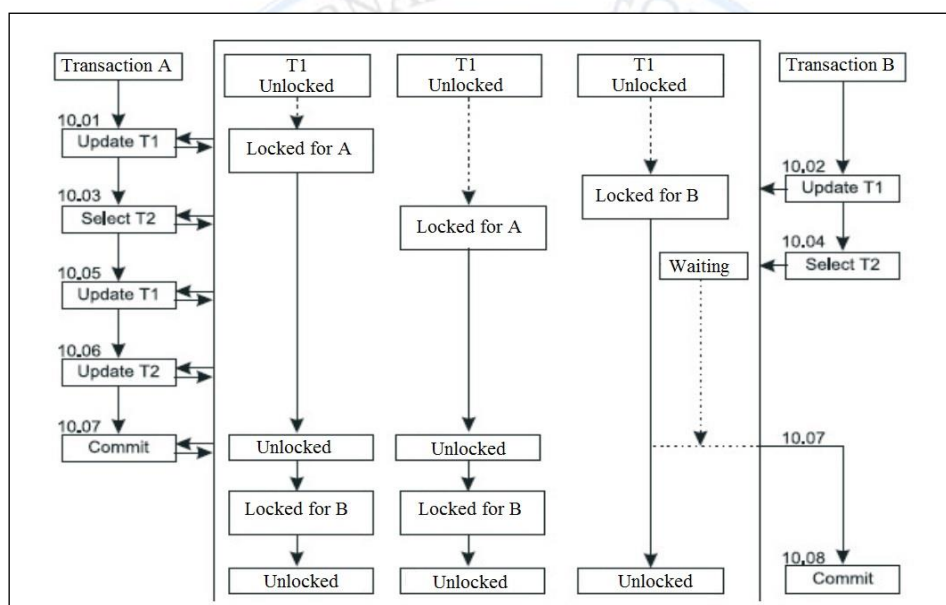 Transaction A
10.01
Update T1
10.03
Select T2
10.05
Update T1
10.06
Update T2
10.07
Commit
T1
Unlocked
Locked for A
Unlocked
Locked for B
Unlocked
T1
Unlocked
Locked for A
Unlocked
Locked for B
Unlocked
T1
Unlocked
Locked for B
Waiting
Unlocked
Transaction B
10.02
Update T1
10.04
Select T2
10.07
10.08
Commit